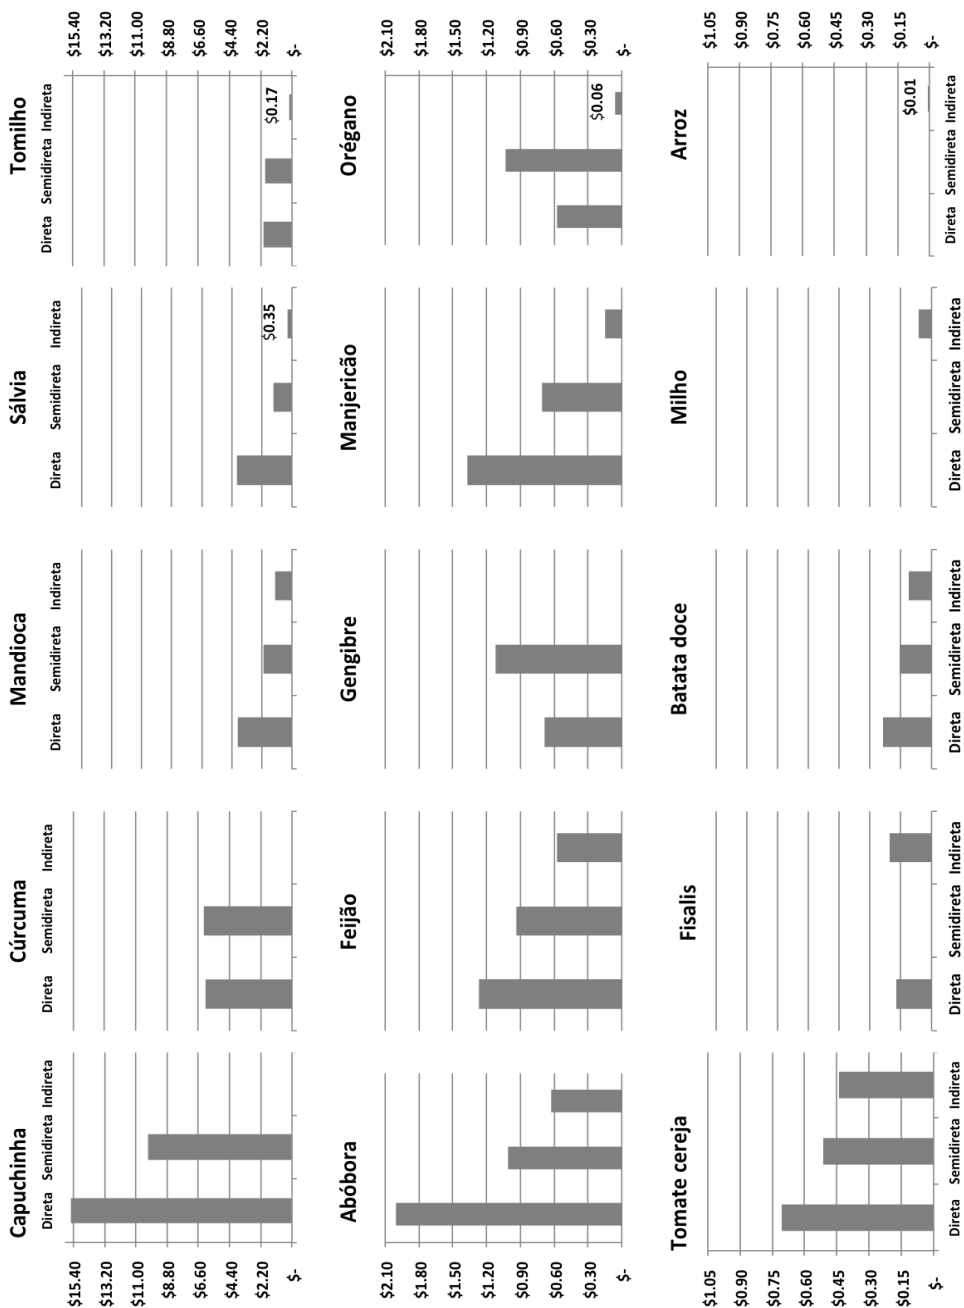 Capuchinha
Cúrcuma
Mandioca
Sálvia
Tomilho
Direta Semidireta Indireta
Direta Semidireta Indireta
Direta Semidireta Indireta
Direta Semidireta Indireta
Direta Semidireta Indireta
$15.40
$13.20
$11.00
$8.80
$6.60
$4.40
$2.20
$-
$0.35
$0.17
$15.40
$13.20
$11.00
$8.80
$6.60
$4.40
$2.20
$-
Abóbora
Feijão
Gengibre
Manjericão
Orégano
$2.10
$1.80
$1.50
$1.20
$0.90
$0.60
$0.30
$-
$0.06
$2.10
$1.80
$1.50
$1.20
$0.90
$0.60
$0.30
$-
Tomate cereja
Fisalis
Batata doce
Milho
Arroz
$1.05
$0.90
$0.75
$0.60
$0.45
$0.30
$0.15
$-
$0.01
$1.05
$0.90
$0.75
$0.60
$0.45
$0.30
$0.15
$-
Direta Semidireta Indireta
Direta Semidireta Indireta
Direta Semidireta Indireta
Direta Semidireta Indireta
Direta Semidireta Indireta